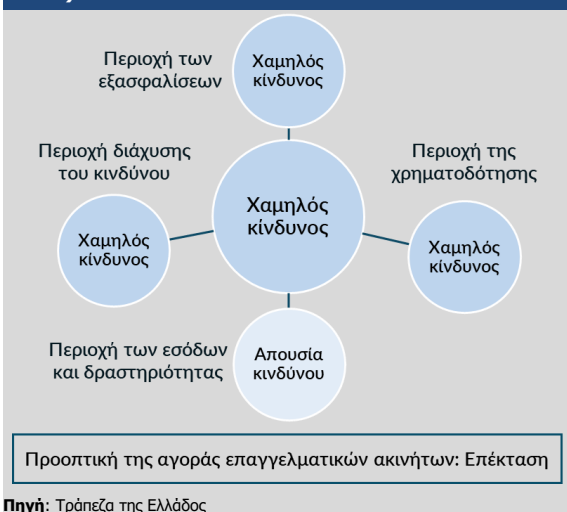 Περιοχή των
εξασφαλίσεων
Χαμηλός
κίνδυνος
Περιοχή διάχυσης
του κινδύνου
Περιοχή της
χρηματοδότησης
Χαμηλός
κίνδυνος
Χαμηλός
κίνδυνος
Χαμηλός
κίνδυνος
Περιοχή των εσόδων
και δραστηριότητας
Απουσία
κινδύνου
Προοπτική της αγοράς επαγγελματικών ακινήτων: Επέκταση
Πηγή: Τράπεζα της Ελλάδος